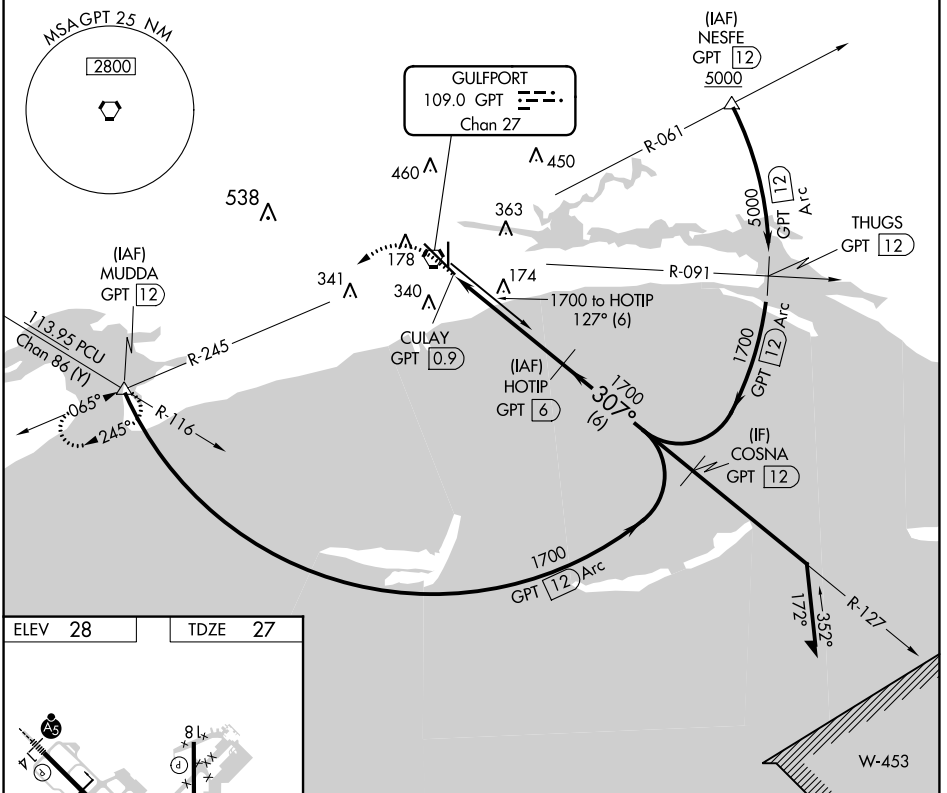 MSA GPT 25 NM
2800
GULFPORT
109.0 GPT
Chan 27
(IAF)
NESFE
GPT 12
5000
R-061
460
450
538
363
5000
GPT 12 Arc
THUGS
GPT 12
(IAF)
MUDDA
GPT 12
178
341
340
174
R-091
1700 to HOTIP
127° (6)
CULAY
GPT 0.9
113.95 PCU
Chan 86 (Y)
R-245
(IAF)
HOTIP
GPT 6
1700
307°
(6)
1700
GPT 12 Arc
065°
245°
R-116
(IF)
COSNA
GPT 12
1700
GPT 12 Arc
172°
352°
R-127
ELEV 28
TDZE 27
A5
18
4
P
P
W-453